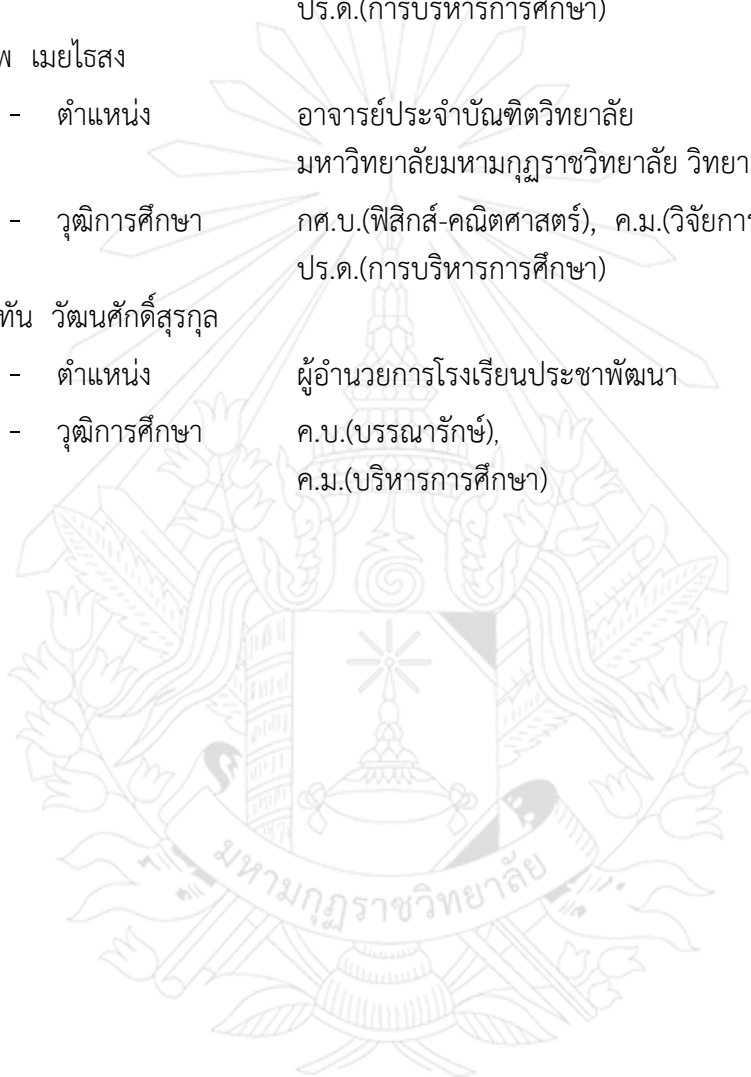 ปร.ด.(การบริหารการศึกษา)
เมยไธสง
- ตำแหน่ง อาจารย์ประจำบัณฑิตวิทยาลัย
มหาวิทยาลัยมหามกุฏราชวิทยาลัย วิทยา
- วุฒิการศึกษา กศ.บ.(ฟิสิกส์-คณิตศาสตร์), ค.ม.(วิจัยการ
ปร.ด.(การบริหารการศึกษา)
วัฒนศักดิ์สุรกุล
- ตำแหน่ง ผู้อำนวยการโรงเรียนประชาพัฒนา
- วุฒิการศึกษา ค.บ.(บรรณารักษ์),
ค.ม.(บริหารการศึกษา)
มหามกุฏราชวิทยาลัย